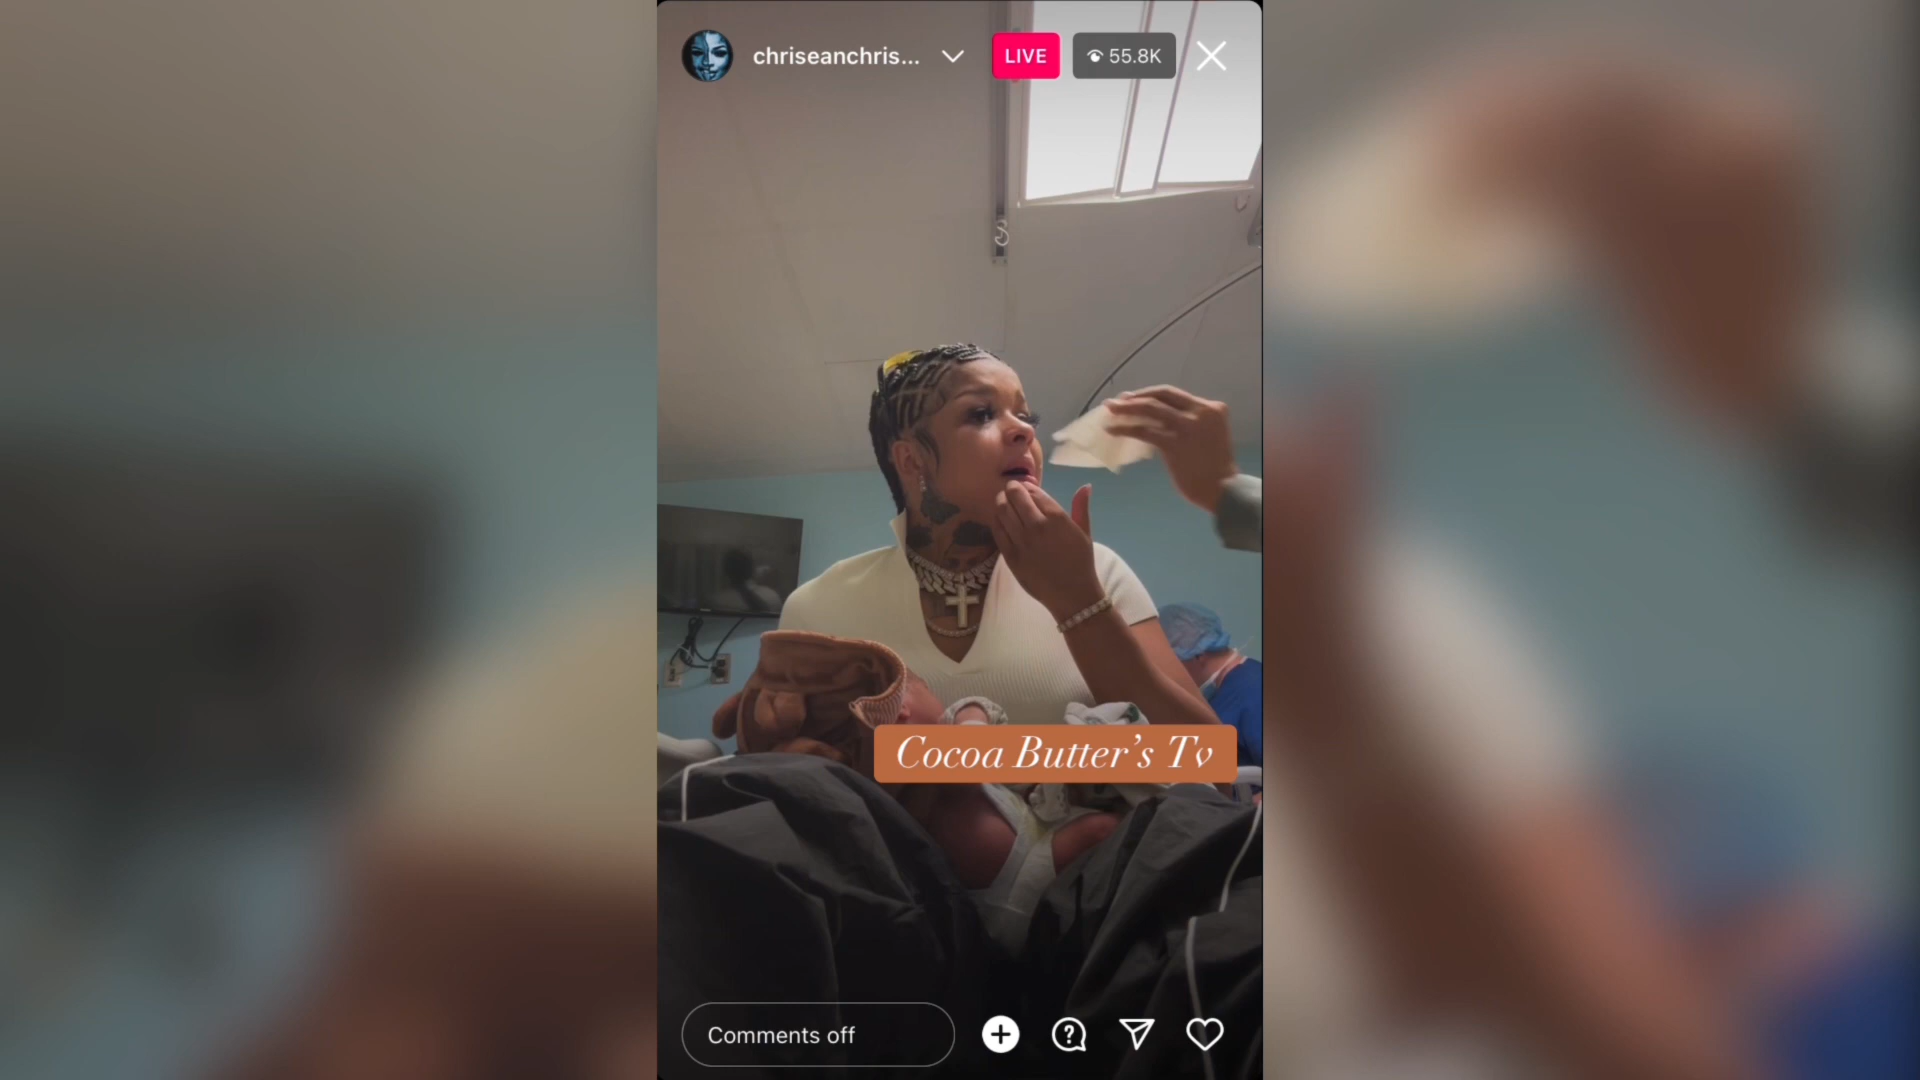 chriseanchris...
LIVE
55.8K
Cocoa Butter's Tv
Comments off